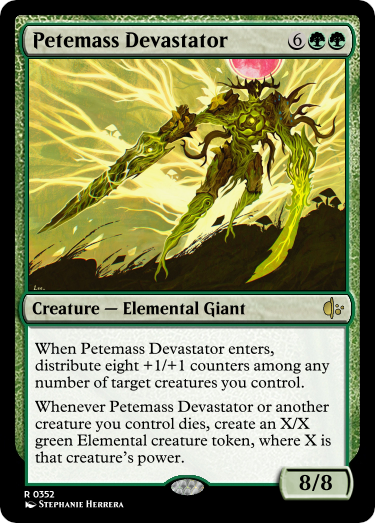 Petemass Devastator 6
Creature — Elemental Giant
When Petemass Devastator enters,
distribute eight +1/+1 counters among any
number of target creatures you control.
Whenever Petemass Devastator or another
creature you control dies, create an X/X
green Elemental creature token, where X is
that creature's power.
8/8
R 0352
Stephanie Herrera